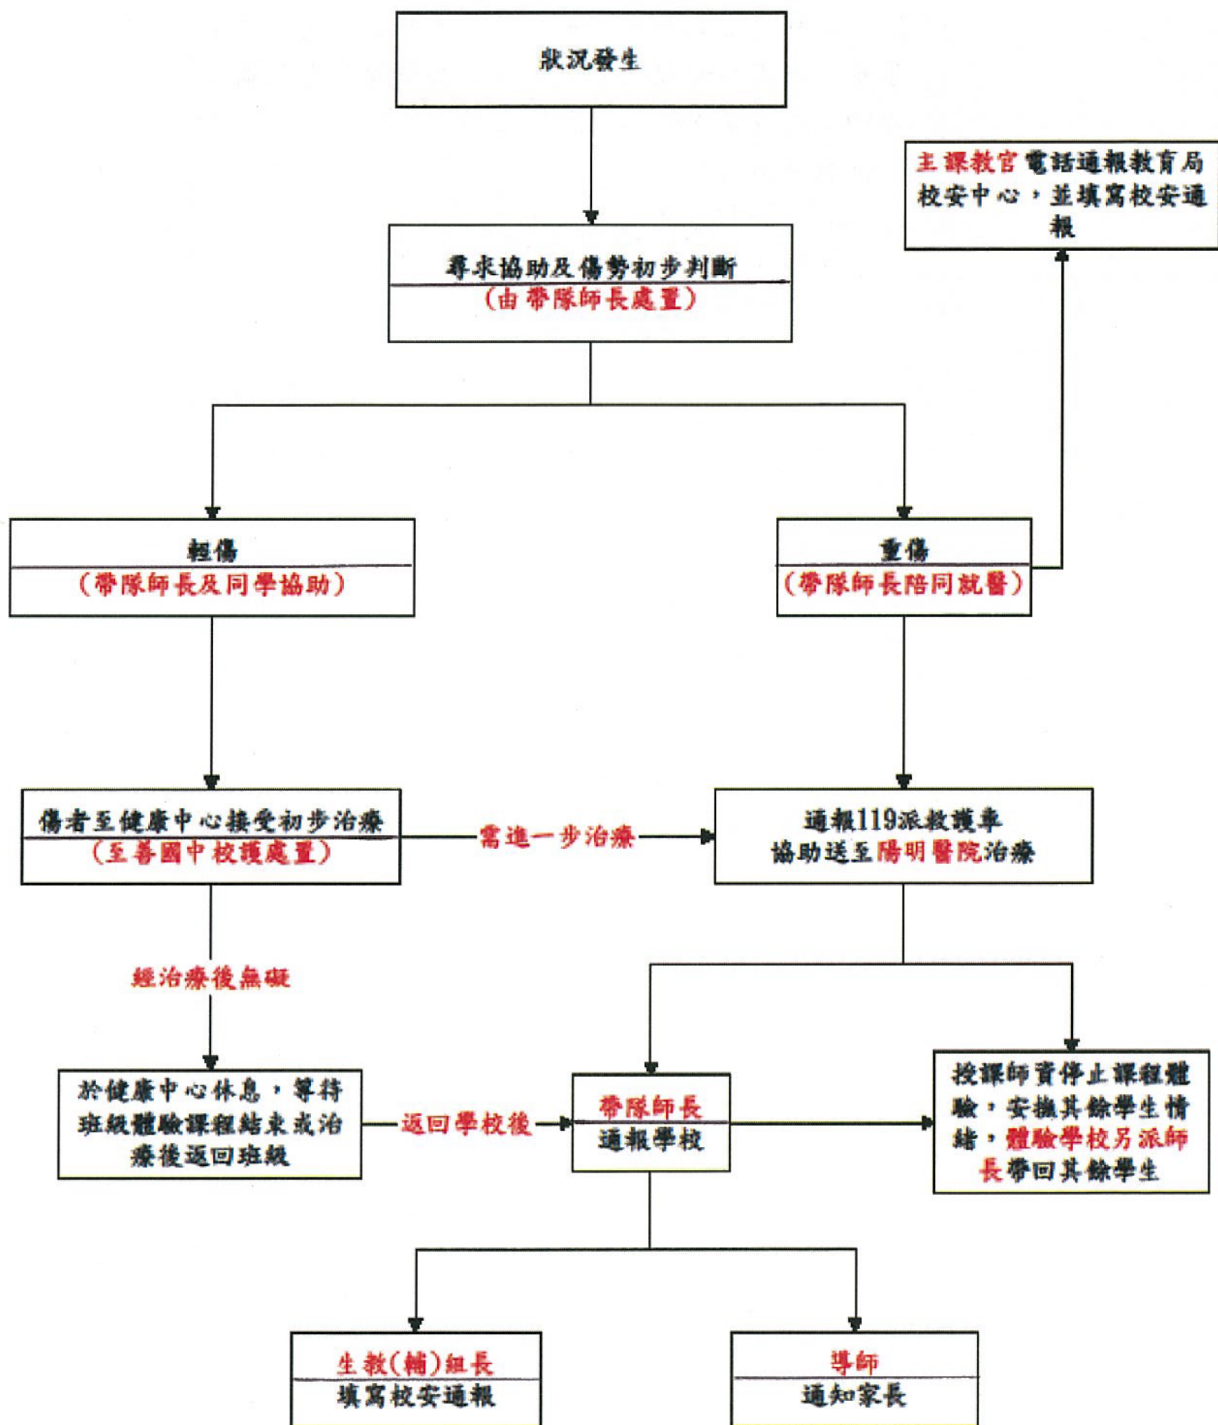 狀況發生
主課教官電話通報教育局
校安中心，並填寫校安通
報
尋求協助及傷勢初步判斷
(由帶隊師長處置)
輕傷
(帶隊師長及同學協助)
重傷
(帶隊師長陪同就醫)
傷者至健康中心接受初步治療
(至善國中校護處置)
需進一步治療
通報119派救護車
協助送至陽明醫院治療
經治療後無礙
於健康中心休息，等待
班級體驗課程結束或治
療後返回班級
返回學校後
帶隊師長
通報學校
授課師資停止課程體
驗，安撫其餘學生情
緒，體驗學校另派師
長帶回其餘學生
生教(輔)組長
填寫校安通報
導師
通知家長